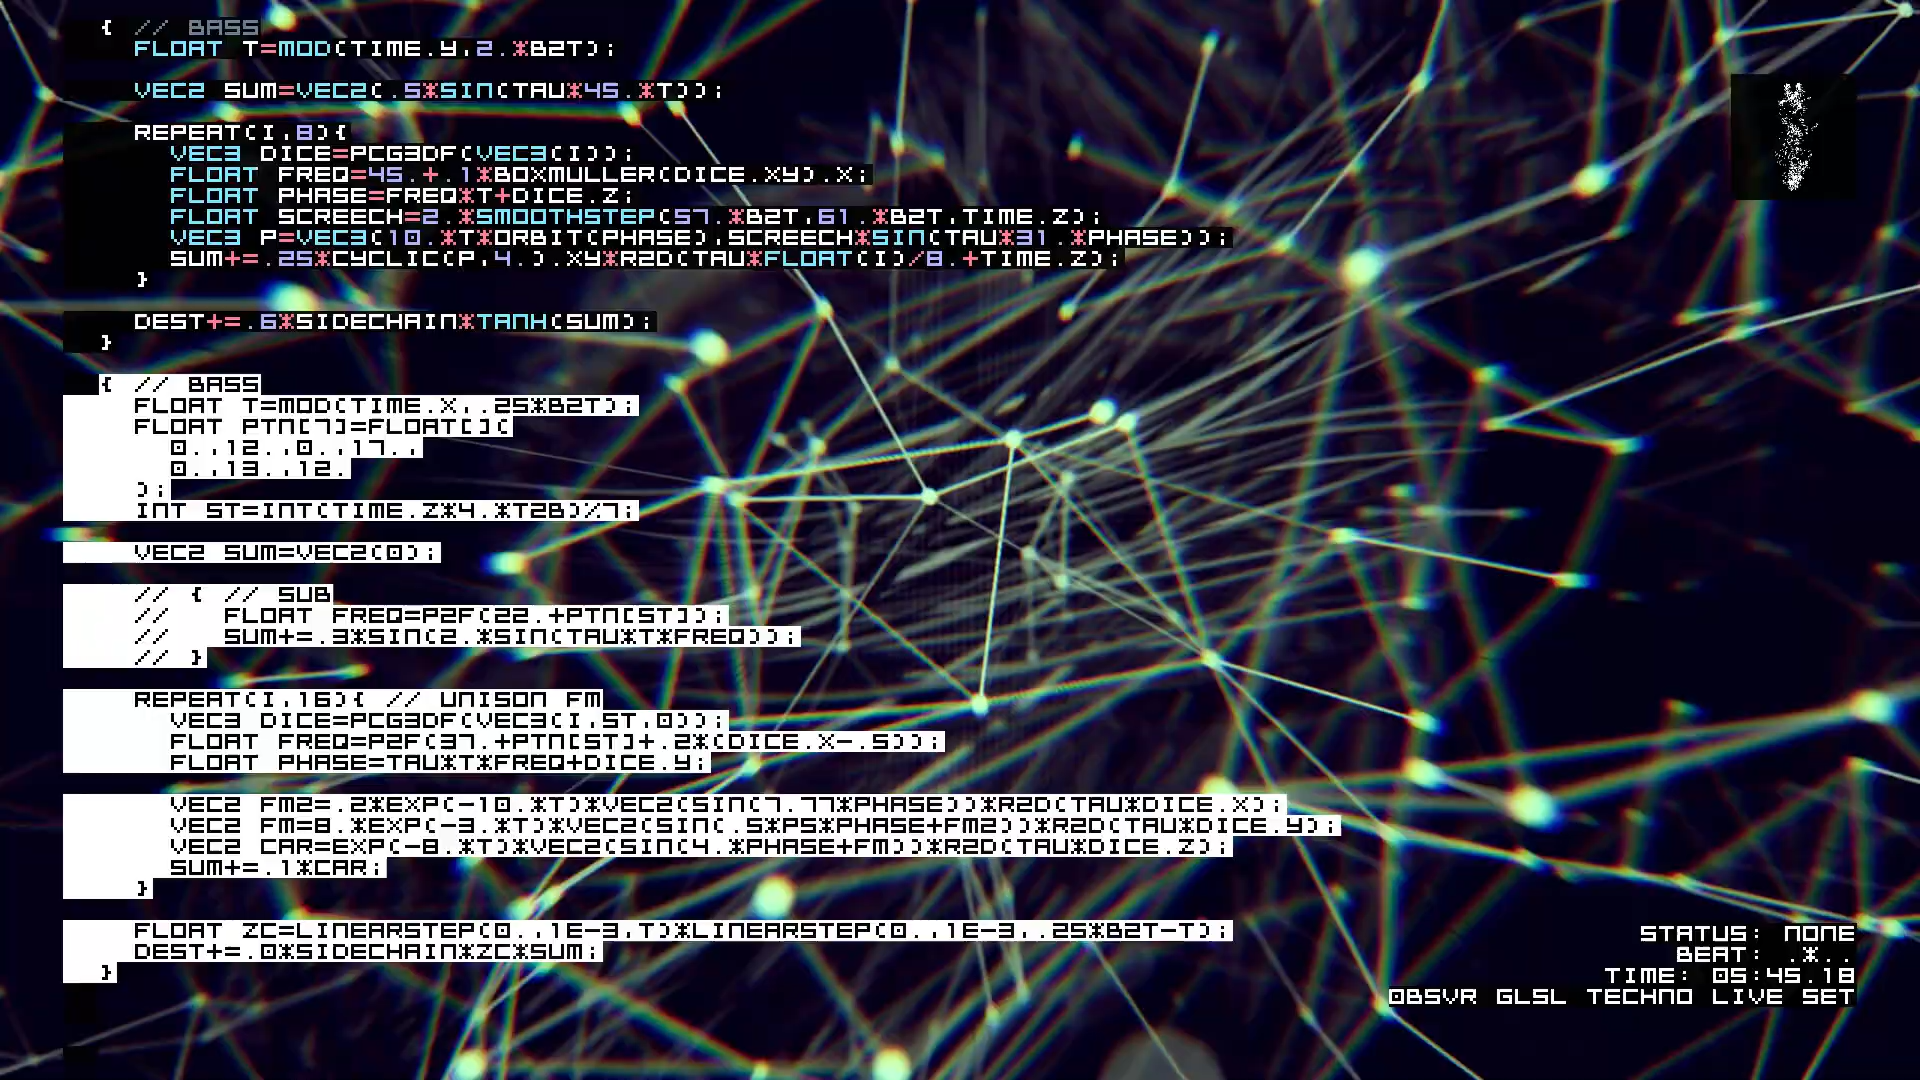 { // BASS
FLOAT T=MOD(TIME.Y,2.*B2T);
VEC2 SUM=VEC2(.5*SIN(TAU*45.*T));
REPEAT(I,8){
VEC3 DICE=PCG3DF(VEC3(I));
FLOAT FREQ=45.+.1*BOXMULLER(DICE.XY).X;
FLOAT PHASE=FREQ*T+DICE.Z;
FLOAT SCREECH=2.*SMOOTHSTEP(57.*B2T,61.*B2T,TIME.Z);
VEC3 P=VEC3(10.*T*ORBIT(PHASE),SCREECH*SIN(TAU*31.*PHASE));
SUM+=.25*CYCLIC(P,4.).XY*R2D(TAU*FLOAT(I)/8.+TIME.Z);
}
DEST+=.6*SIDECHAIN*TANH(SUM);
}
{ // BASS
FLOAT T=MOD(TIME.X,.25*B2T);
FLOAT PTN[7]=FLOAT[](
0.,12.,0.,17.,
0.,13.,12.
);
INT ST=INT(TIME.Z*4.*T2B)%7;
VEC2 SUM=VEC2(0);
// { // SUB
//   FLOAT FREQ=P2F(22.+PTN[ST]);
//   SUM+=.3*SIN(2.*SIN(TAU*T*FREQ));
// }
REPEAT(I,16){ // UNISON FM
VEC3 DICE=PCG3DF(VEC3(I,ST,0));
FLOAT FREQ=P2F(37.+PTN[ST]+.2*(DICE.X-.5));
FLOAT PHASE=TAU*T*FREQ+DICE.Y;
VEC2 FM2=.2*EXP(-10.*T)*VEC2(SIN(7.77*PHASE))*R2D(TAU*DICE.X);
VEC2 FM=8.*EXP(-3.*T)*VEC2(SIN(.5*P5*PHASE+FM2))*R2D(TAU*DICE.Y);
VEC2 CAR=EXP(-8.*T)*VEC2(SIN(4.*PHASE+FM))*R2D(TAU*DICE.Z);
SUM+=.1*CAR;
}
FLOAT ZC=LINEARSTEP(0.,1E-3,T)*LINEARSTEP(0.,1E-3,.25*B2T-T);
DEST+=.0*SIDECHAIN*ZC*SUM;
}
STATUS: NONE
BEAT: .*..
TIME: 05:45.18
0BSVR GLSL TECHNO LIVE SET